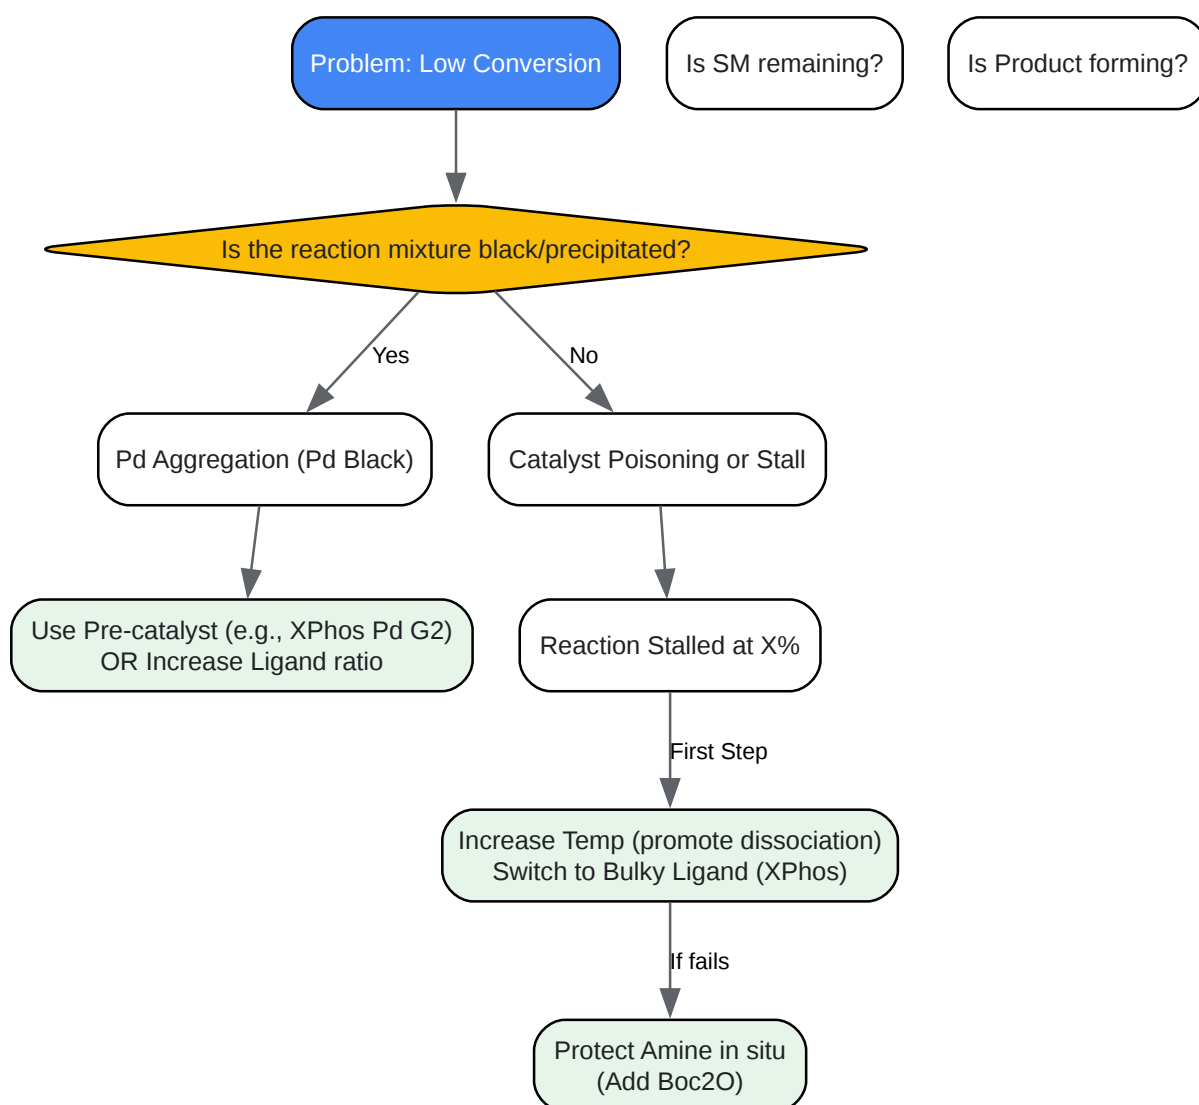 Problem: Low Conversion
Is SM remaining?
Is Product forming?
Is the reaction mixture black/precipitated?
Yes
No
Pd Aggregation (Pd Black)
Catalyst Poisoning or Stall
Use Pre-catalyst (e.g., XPhos Pd G2)
OR Increase Ligand ratio
Reaction Stalled at X%
First Step
Increase Temp (promote dissociation)
Switch to Bulky Ligand (XPhos)
If fails
Protect Amine in situ
(Add Boc2O)